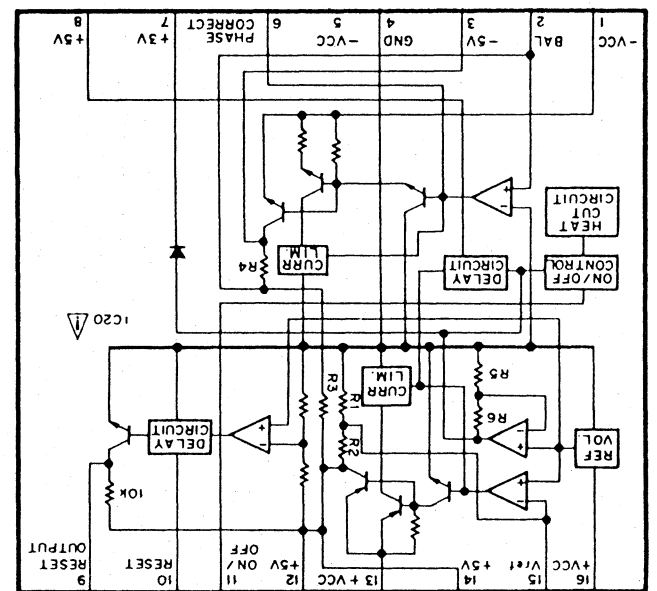 16 15 14 13 12 11 10 9
+VCC Vref +5V +VCC +5V ON/OFF RESET RESET OUTPUT
10k
REF VOL
R6
R5
R2
R1
R3
CURR LIM.
DELAY CIRCUIT
IC20
ON/OFF CONTROL
DELAY CIRCUIT
CURR LIM.
R4
HEAT CUT CIRCUIT
-VCC BAL -5V GND -VCC PHASE CORRECT +3V +5V
1 2 3 4 5 6 7 8